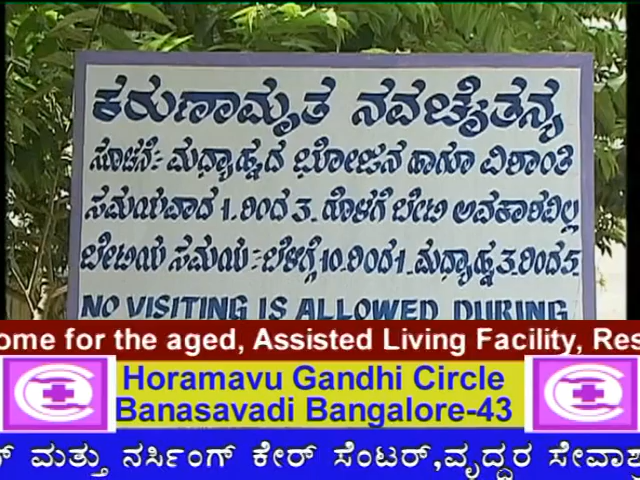 ಕರುಣಾಮೃತ ನವಚೈತನ್ಯ
ಸೂಚನೆ:- ಮಧ್ಯಾಹ್ನದ ಭೋಜನ ಹಾಗೂ ವಿಶ್ರಾಂತಿ
ಸಮಯವಾದ 1.ರಿಂದ 3. ಗೊಳಗೆ ಬೇಟಿ ಅವಕಾಶವಿಲ್ಲ
ಬೇಟಿಯ ಸಮಯ:- ಬೆಳಿಗ್ಗೆ 10.ರಿಂದ 1. ಮಧ್ಯಾಹ್ನ 3.ರಿಂದ 5.
NO VISITING IS ALLOWED DURING
ome for the aged, Assisted Living Facility, Res
Horamavu Gandhi Circle
Banasavadi Bangalore-43
ಮತ್ತು ನರ್ಸಿಂಗ್ ಕೇರ್ ಸೆಂಟರ್,ವೃದ್ಧರ ಸೇವಾಶ್ರ